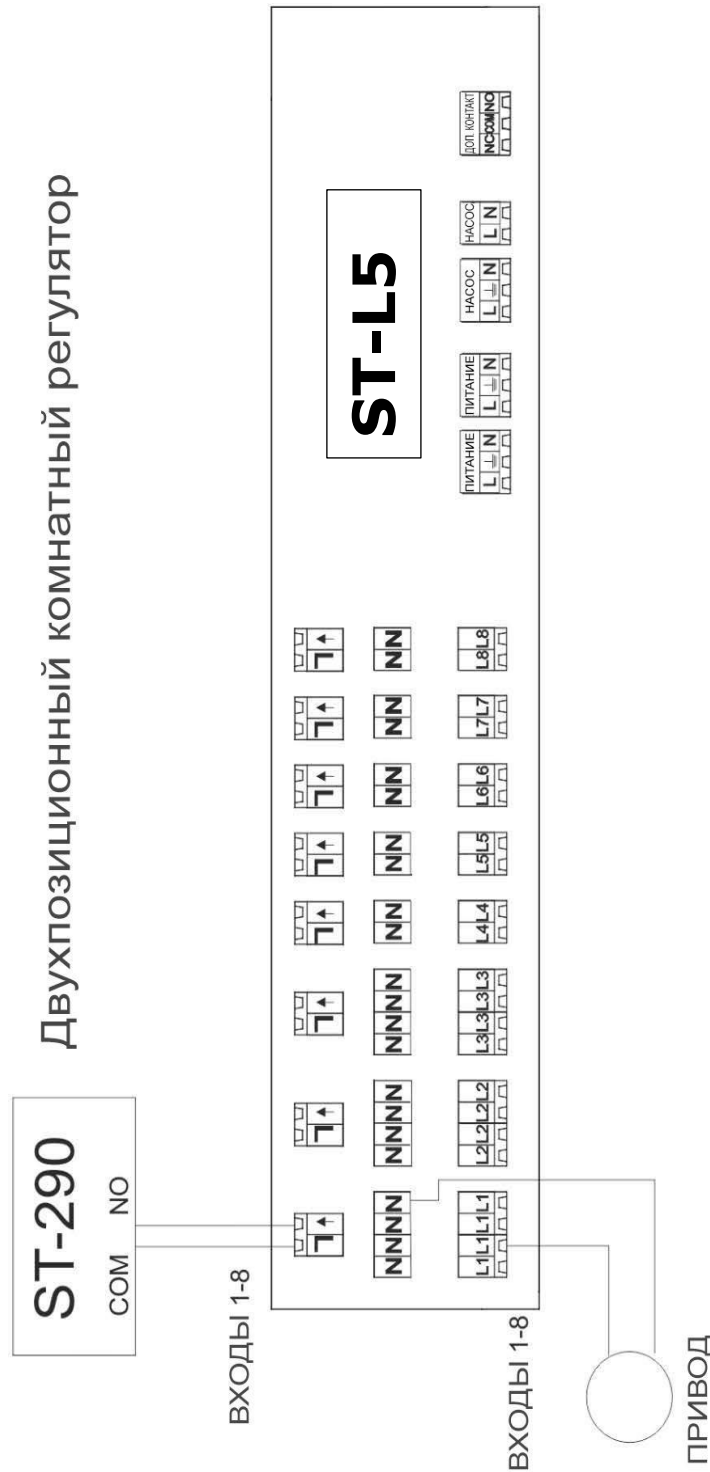 ST-290
Двухпозиционный комнатный регулятор
COM NO
ВХОДЫ 1-8
L ↑ L ↑ L ↑ L ↑ L ↑ L ↑ L ↑ L ↑
ST-L5
N N N N N N N N N N N N N N N N N N N N N N
ПИТАНИЕ ПИТАНИЕ НАСОС НАСОС ДОП. КОНТАКТ
L1 L1 L1 L1 L2 L2 L2 L2 L3 L3 L3 L3 L4 L4 L5 L5 L6 L6 L7 L7 L8 L8 L ⏚ N L ⏚ N L ⏚ N L N NC COM NO
ВХОДЫ 1-8
ПРИВОД